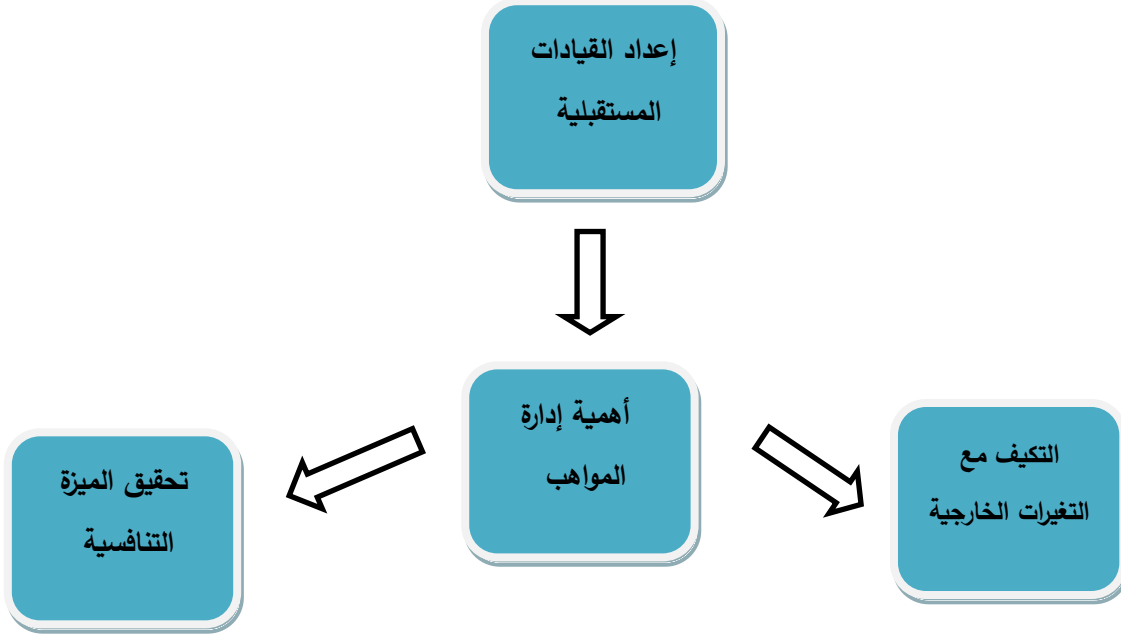 إعداد القيادات
المستقبلية
أهمية إدارة
المواهب
التكيف مع
التغيرات الخارجية
تحقيق الميزة
التنافسية